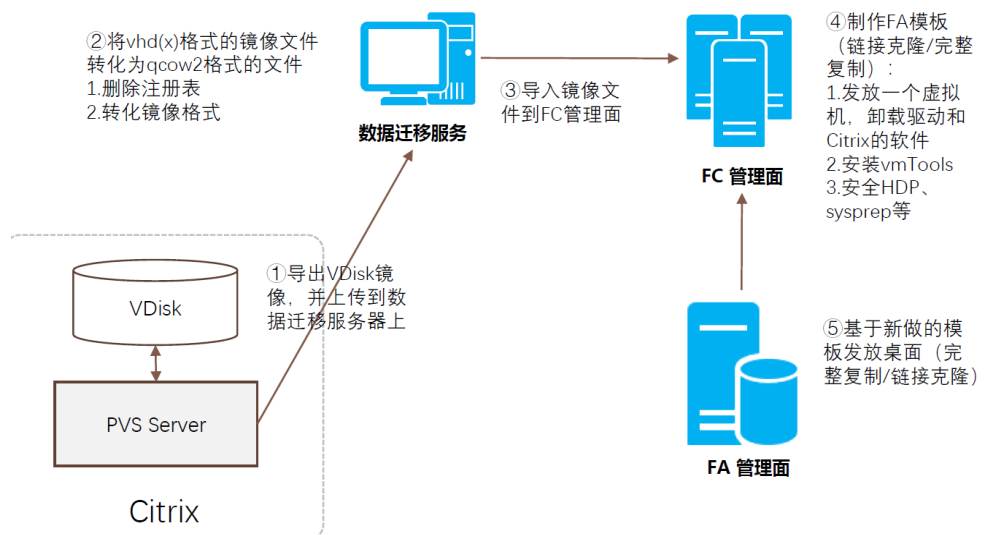 ②将vhd(x)格式的镜像文件
转化为qcow2格式的文件
1.删除注册表
2.转化镜像格式
数据迁移服务
③导入镜像文
件到FC管理面
④制作FA模板
（链接克隆/完整
复制）：
1.发放一个虚拟
机，卸载驱动和
Citrix的软件
2.安装vmTools
3.安全HDP、
sysprep等
FC 管理面
①导出VDisk镜
像，并上传到数
据迁移服务器上
VDisk
PVS Server
Citrix
⑤基于新做的模
板发放桌面（完
整复制/链接克隆）
FA 管理面